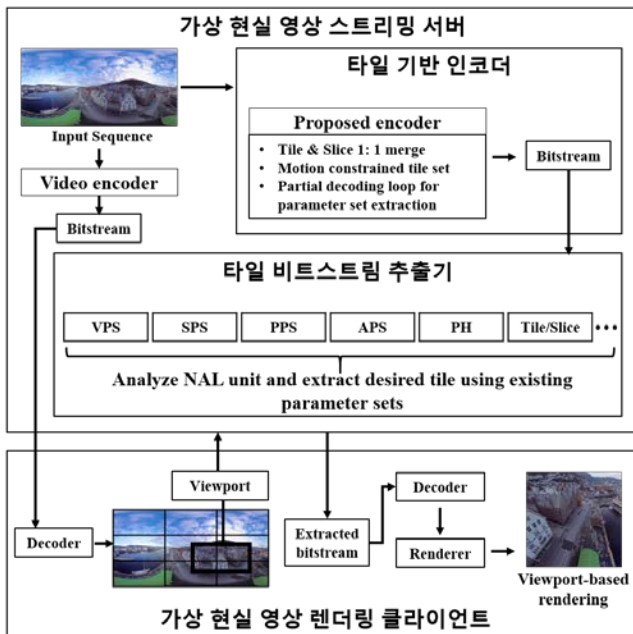 가상 현실 영상 스트리밍 서버
Input Sequence
Video encoder
Bitstream
타일 기반 인코더
Proposed encoder
• Tile & Slice 1: 1 merge
• Motion constrained tile set
• Partial decoding loop for
parameter set extraction
Bitstream
타일 비트스트림 추출기
VPS SPS PPS APS PH Tile/Slice •••
Analyze NAL unit and extract desired tile using existing
parameter sets
Viewport
Decoder
Extracted
bitstream
Decoder
Renderer
Viewport-based
rendering
가상 현실 영상 렌더링 클라이언트